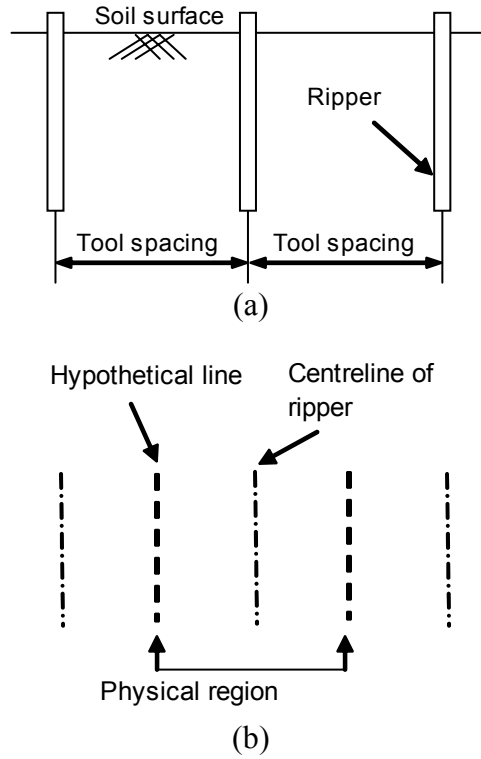 Soil surface
Ripper
Tool spacing
Tool spacing
(a)
Hypothetical line
Centreline of
ripper
Physical region
(b)